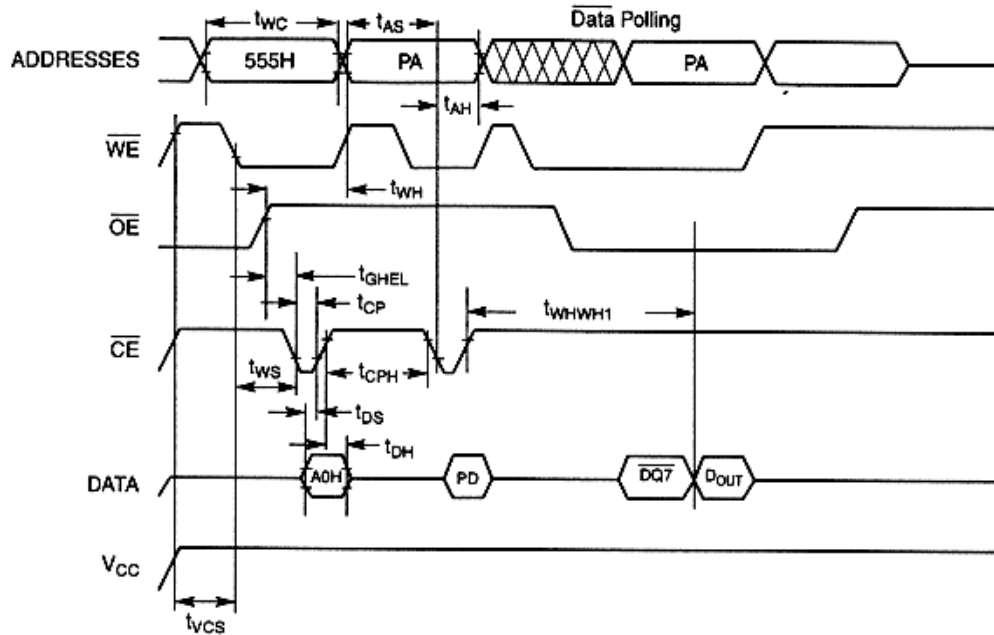 Data Polling
tWC
tAS
ADDRESSES
555H
PA
PA
tAH
WE
tWH
OE
tGHEL
tCP
tWHWH1
CE
tWS
tCPH
tDS
tDH
DATA
A0H
PD
DQ7
DOUT
VCC
tVCS